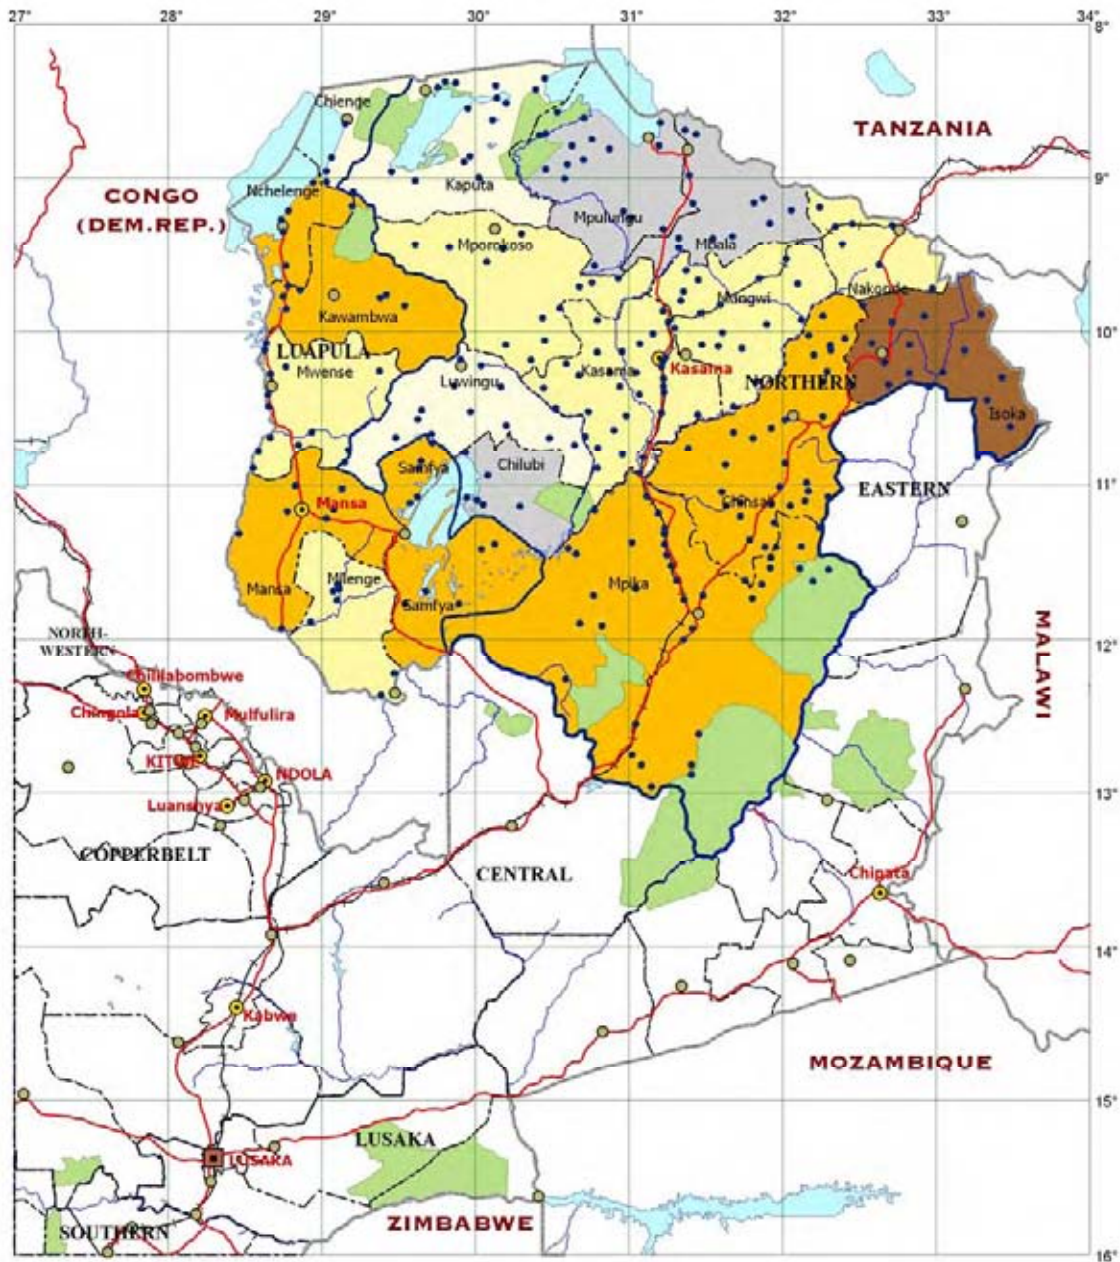 27° 28° 29° 30° 31° 32° 33° 34°
8°
Chienge
TANZANIA
9°
CONGO
(DEM.REP.)
Nchelenge
Kaputa
Mpulungu
Mporokoso
Mbala
Mungwi
Nakonde
Kawambwa
10°
LUAPULA
Mwense
Luwingu
Kasama
Kasama
NORTHERN
Isoka
Samfya
Chilubi
11°
EASTERN
Mansa
Chinsali
Mansa
Milenge
Mpika
Samfya
12°
NORTH-
WESTERN
MALAWI
Chililabombwe
Chingola
Mulfulira
KITWE
NDOLA
13°
Luanshya
COPPERBELT
CENTRAL
Chipata
14°
Kabwe
MOZAMBIQUE
15°
LUSAKA
LUSAKA
ZIMBABWE
SOUTHERN
16°